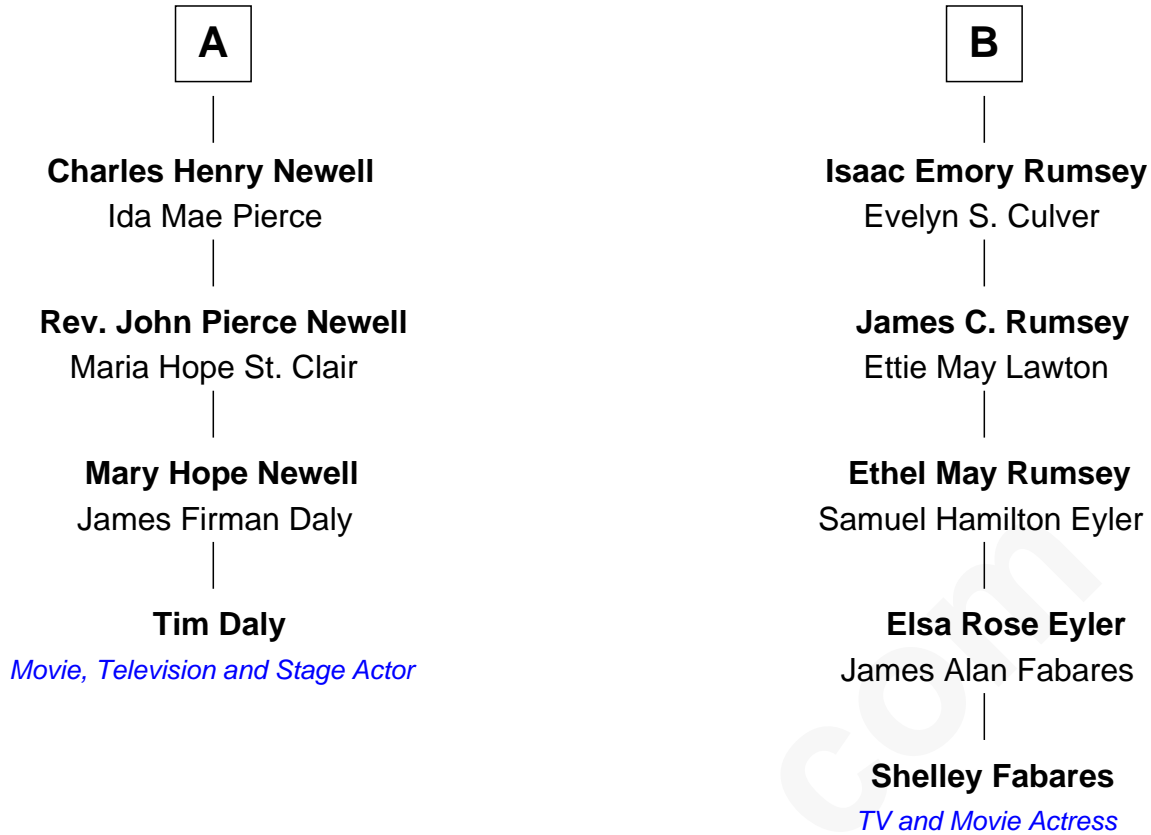 A
Charles Henry Newell
Ida Mae Pierce
Rev. John Pierce Newell
Maria Hope St. Clair
Mary Hope Newell
James Firman Daly
Tim Daly
Movie, Television and Stage Actor
B
Isaac Emory Rumsey
Evelyn S. Culver
James C. Rumsey
Ettie May Lawton
Ethel May Rumsey
Samuel Hamilton Eyler
Elsa Rose Eyler
James Alan Fabares
Shelley Fabares
TV and Movie Actress
com